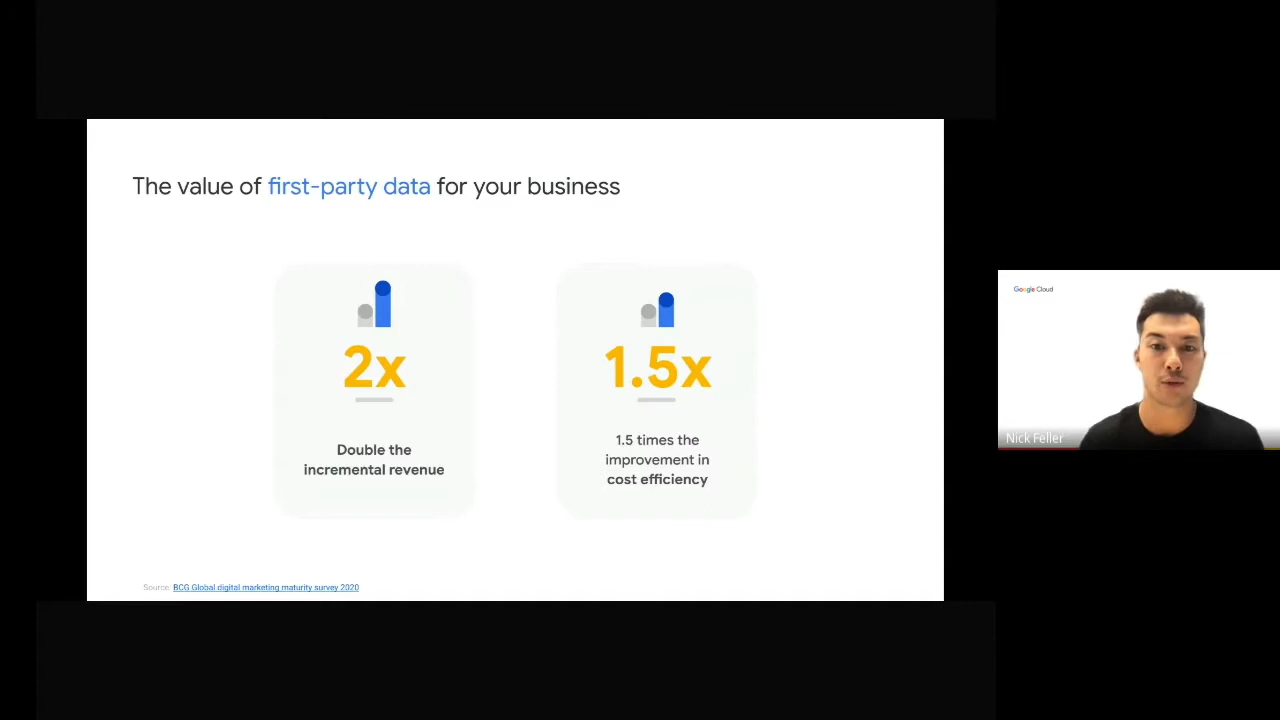 The value of first-party data for your business
2x
Double the
incremental revenue
1.5x
1.5 times the
improvement in
cost efficiency
Source: BCG Global digital marketing maturity survey 2020
Google Cloud
Nick Feller